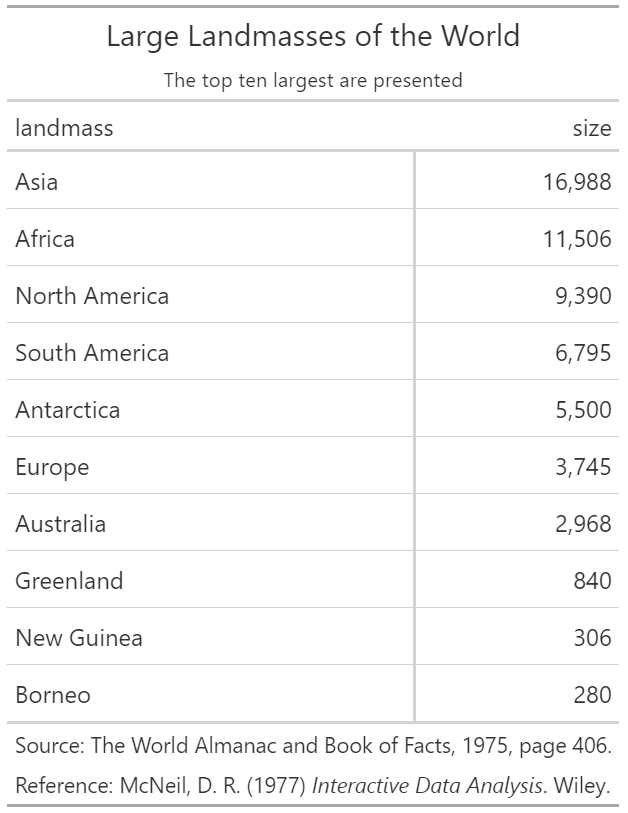 Large Landmasses of the World
The top ten largest are presented
landmass size
Asia 16,988
Africa 11,506
North America 9,390
South America 6,795
Antarctica 5,500
Europe 3,745
Australia 2,968
Greenland 840
New Guinea 306
Borneo 280
Source: The World Almanac and Book of Facts, 1975, page 406.
Reference: McNeil, D. R. (1977) Interactive Data Analysis. Wiley.